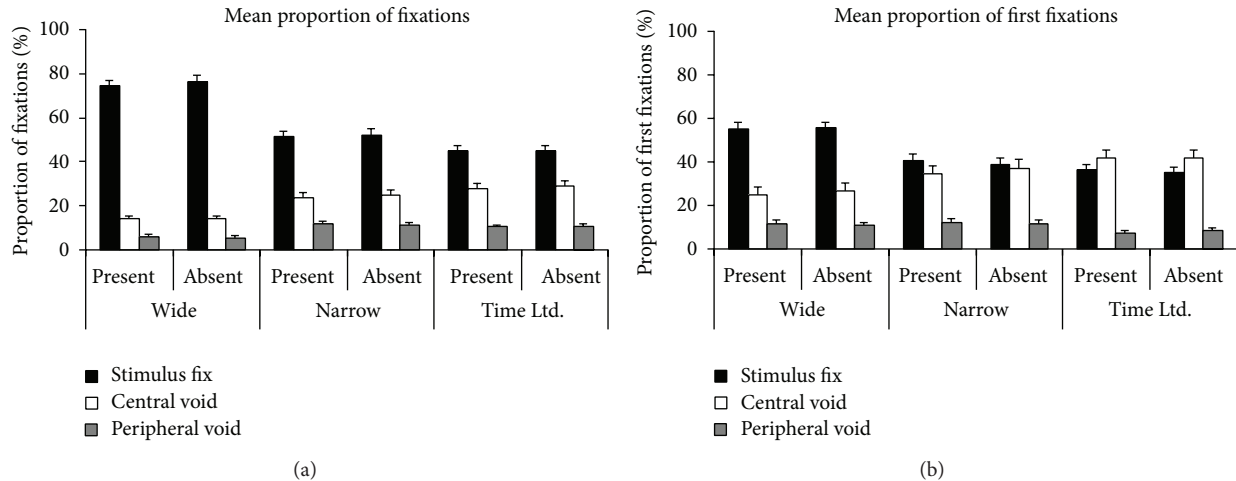 Mean proportion of fixations
Proportion of fixations (%)
100
80
60
40
20
0
Present Absent Present Absent Present Absent
Wide Narrow Time Ltd.
Stimulus fix
Central void
Peripheral void
(a)
Mean proportion of first fixations
Proportion of first fixations (%)
100
80
60
40
20
0
Present Absent Present Absent Present Absent
Wide Narrow Time Ltd.
Stimulus fix
Central void
Peripheral void
(b)